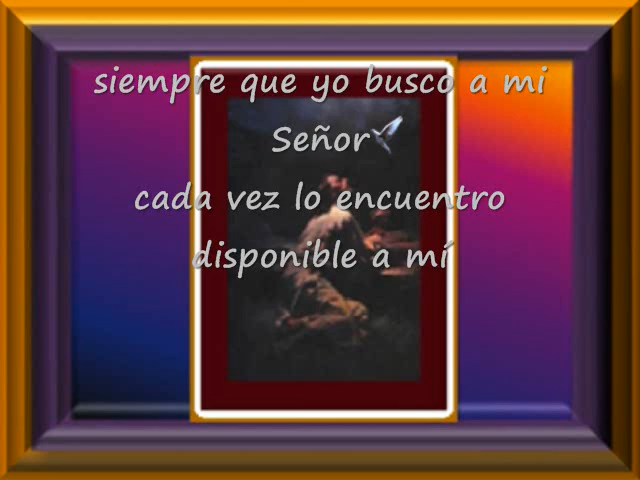 siempre que yo busco a mi
Señor
cada vez lo encuentro
disponible a mí